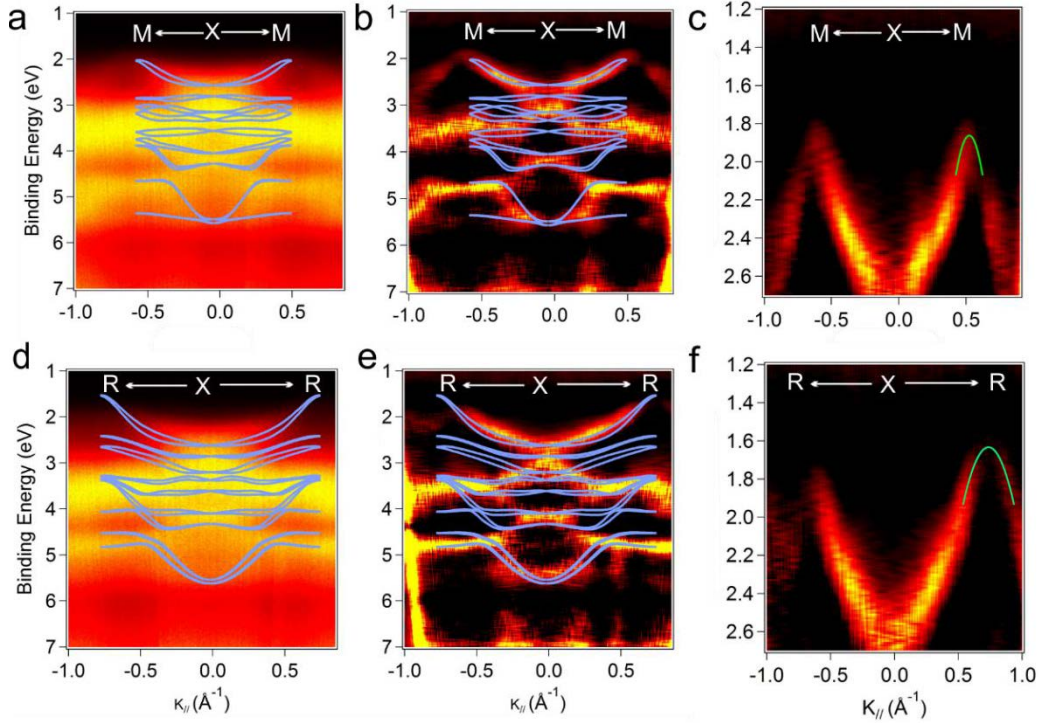 a
M ← X → M
Binding Energy (eV)
1
2
3
4
5
6
7
-1.0 -0.5 0.0 0.5
b
M ← X → M
1
2
3
4
5
6
7
-1.0 -0.5 0.0 0.5
c
M ← X → M
1.2
1.4
1.6
1.8
2.0
2.2
2.4
2.6
-1.0 -0.5 0.0 0.5
d
R ← X → R
Binding Energy (eV)
1
2
3
4
5
6
7
-1.0 -0.5 0.0 0.5
κ// (Å⁻¹)
e
R ← X → R
1
2
3
4
5
6
7
-1.0 -0.5 0.0 0.5
κ// (Å⁻¹)
f
R ← X → R
1.2
1.4
1.6
1.8
2.0
2.2
2.4
2.6
-1.0 -0.5 0.0 0.5 1.0
K// (Å⁻¹)